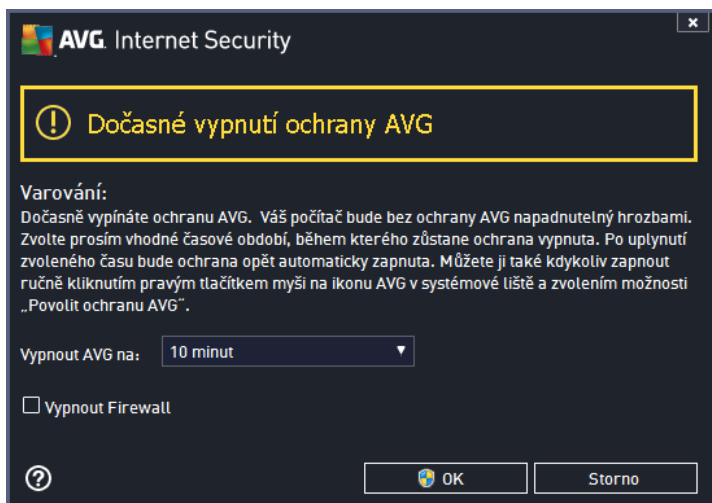 AVG. Internet Security
Dočasné vypnutí ochrany AVG
Varování:
Dočasně vypínáte ochranu AVG. Váš počítač bude bez ochrany AVG napadnutelný hrozbami.
Zvolte prosím vhodné časové období, během kterého zůstane ochrana vypnuta. Po uplynutí
zvoleného času bude ochrana opět automaticky zapnuta. Můžete ji také kdykoliv zapnout
ručně kliknutím pravým tlačítkem myši na ikonu AVG v systémové liště a zvolením možnosti
„Povolit ochranu AVG“.
Vypnout AVG na: 10 minut
Vypnout Firewall
OK Storno